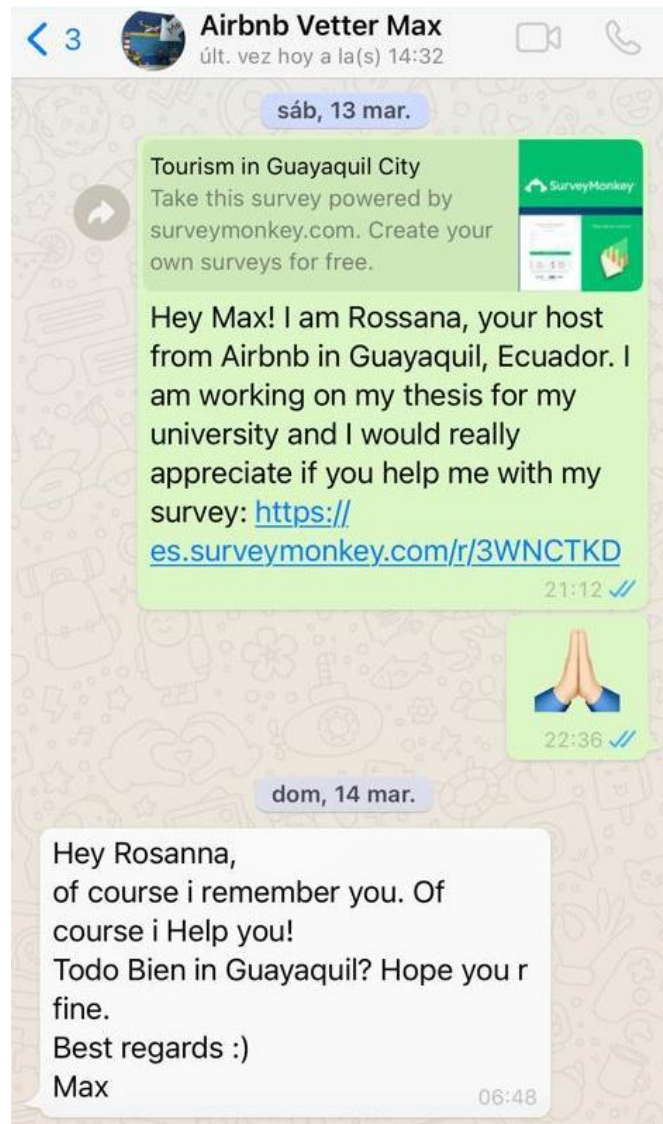 3
Airbnb Vetter Max
últ. vez hoy a la(s) 14:32
sáb, 13 mar.
Tourism in Guayaquil City
Take this survey powered by
surveymonkey.com. Create your
own surveys for free.
SurveyMonkey
Hey Max! I am Rossana, your host
from Airbnb in Guayaquil, Ecuador. I
am working on my thesis for my
university and I would really
appreciate if you help me with my
survey: https://
es.surveymonkey.com/r/3WNCTKD
21:12
🙏🏻
22:36
dom, 14 mar.
Hey Rosanna,
of course i remember you. Of
course i Help you!
Todo Bien in Guayaquil? Hope you r
fine.
Best regards :)
Max
06:48